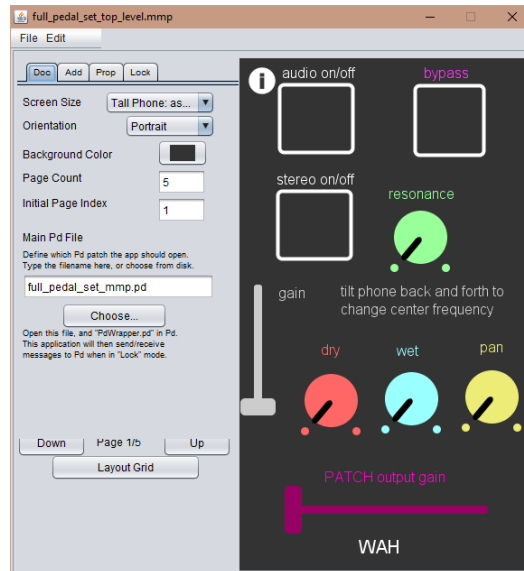 full_pedal_set_top_level.mmp
File Edit
Doc Add Prop Lock
Screen Size Tall Phone: as...
Orientation Portrait
Background Color
Page Count 5
Initial Page Index 1
Main Pd File
Define which Pd patch the app should open.
Type the filename here, or choose from disk.
full_pedal_set_mmp.pd
Choose...
Open this file, and "PdWrapper.pd" in Pd.
This application will then send/receive
messages to Pd when in "Lock" mode.
Down Page 1/5 Up
Layout Grid
i audio on/off bypass
stereo on/off
resonance
gain
tilt phone back and forth to
change center frequency
dry wet pan
PATCH output gain
WAH